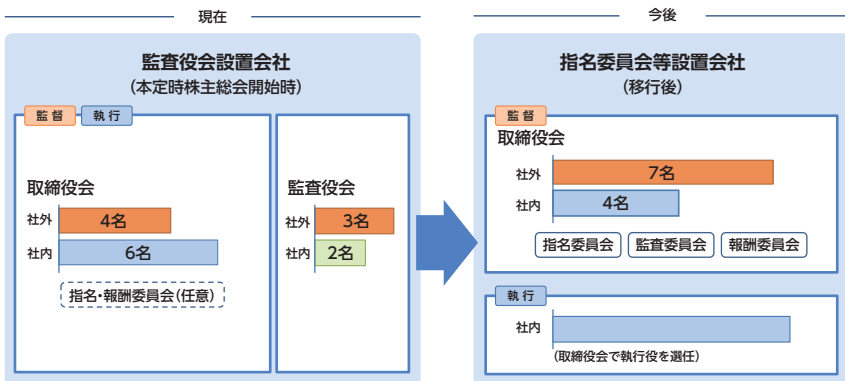 現在
監査役会設置会社
(本定時株主総会開始時)
監督 執行
取締役会
社外 4名
社内 6名
指名・報酬委員会(任意)
監査役会
社外 3名
社内 2名
今後
指名委員会等設置会社
(移行後)
監督
取締役会
社外 7名
社内 4名
指名委員会 監査委員会 報酬委員会
執行
社内
(取締役会で執行役を選任)